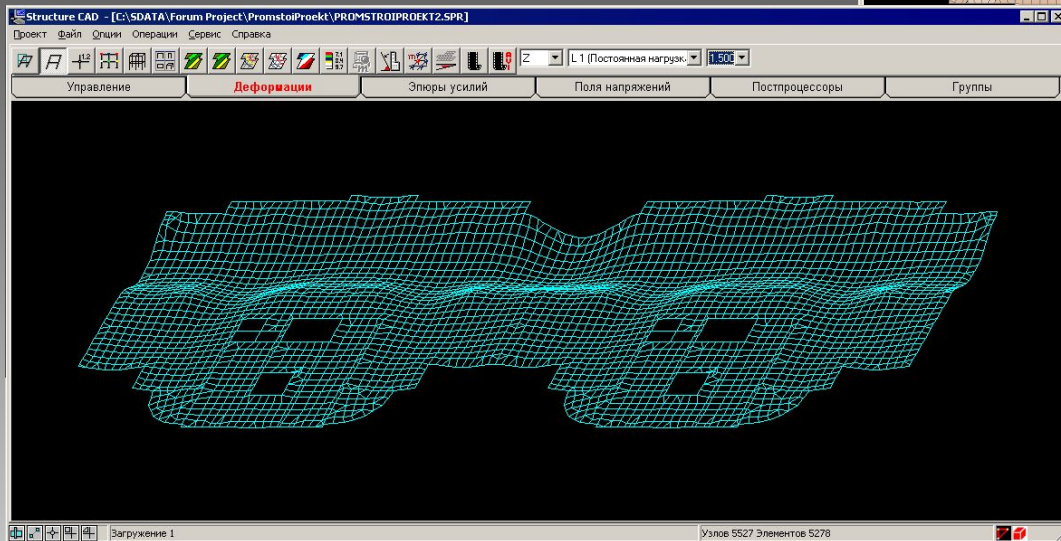 Structure CAD - [C:\SDATA\Forum Project\PromstoiProekt\PROMSTROIPROEKT2.SPR]
Проект Файл Опции Операции Сервис Справка
Z L 1 (Постоянная нагрузк. 1.500
Управление Деформации Эпюры усилий Поля напряжений Постпроцессоры Группы
Загружение 1 Узлов 5527 Элементов 5278